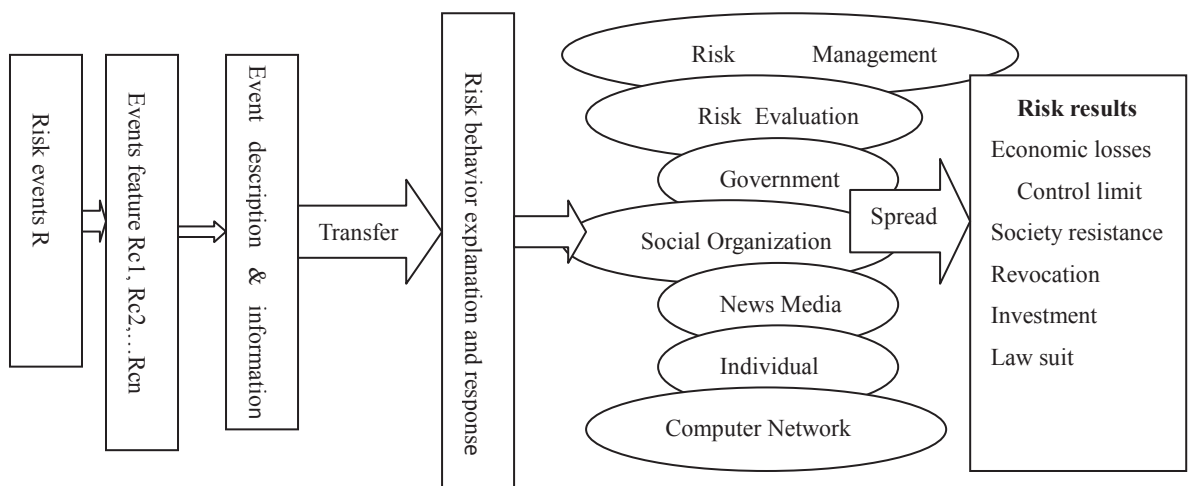 Risk events R
Events feature Rc1, Rc2,…Rcn
Event description & information
Transfer
Risk behavior explanation and response
Risk Management
Risk Evaluation
Government
Social Organization
News Media
Individual
Computer Network
Spread
Risk results
Economic losses
Control limit
Society resistance
Revocation
Investment
Law suit